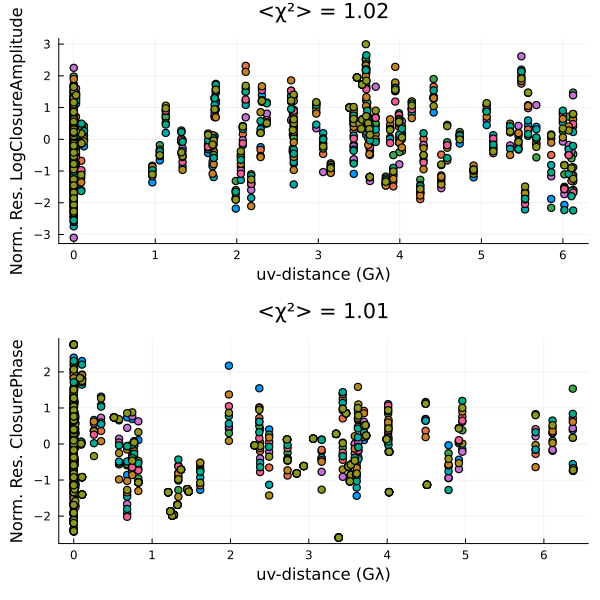 <χ²> = 1.02
Norm. Res. LogClosureAmplitude
3
2
1
0
−1
−2
−3
0 1 2 3 4 5 6
uv-distance (Gλ)
<χ²> = 1.01
Norm. Res. ClosurePhase
2
1
0
−1
−2
0 1 2 3 4 5 6
uv-distance (Gλ)